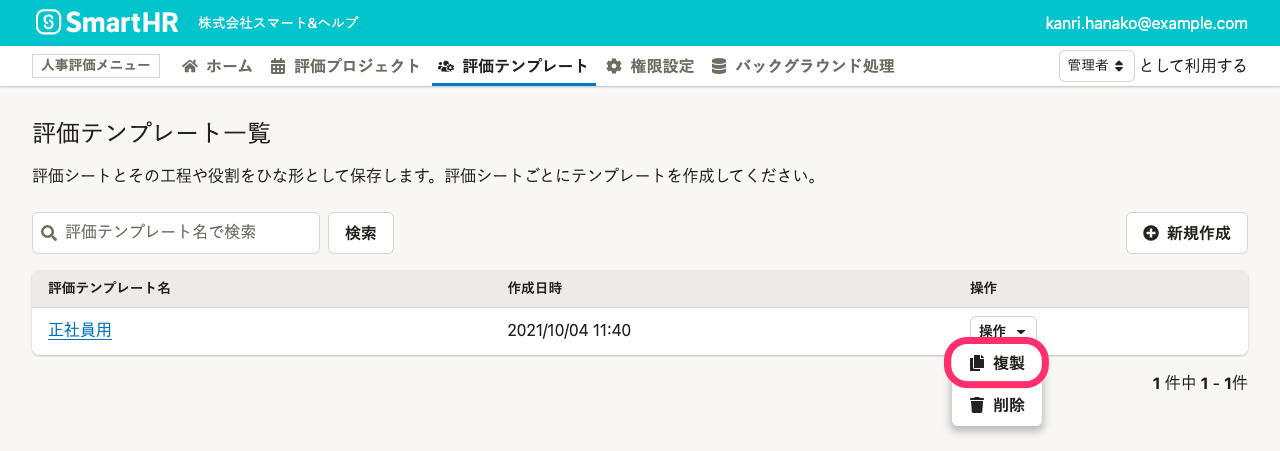 SmartHR 株式会社スマート&ヘルプ kanri.hanako@example.com
人事評価メニュー ホーム 評価プロジェクト 評価テンプレート 権限設定 バックグラウンド処理 管理者 として利用する
評価テンプレート一覧
評価シートとその工程や役割をひな形として保存します。評価シートごとにテンプレートを作成してください。
評価テンプレート名で検索 検索 新規作成
評価テンプレート名 作成日時 操作
正社員用 2021/10/04 11:40 操作
複製
1 件中 1 - 1件
削除